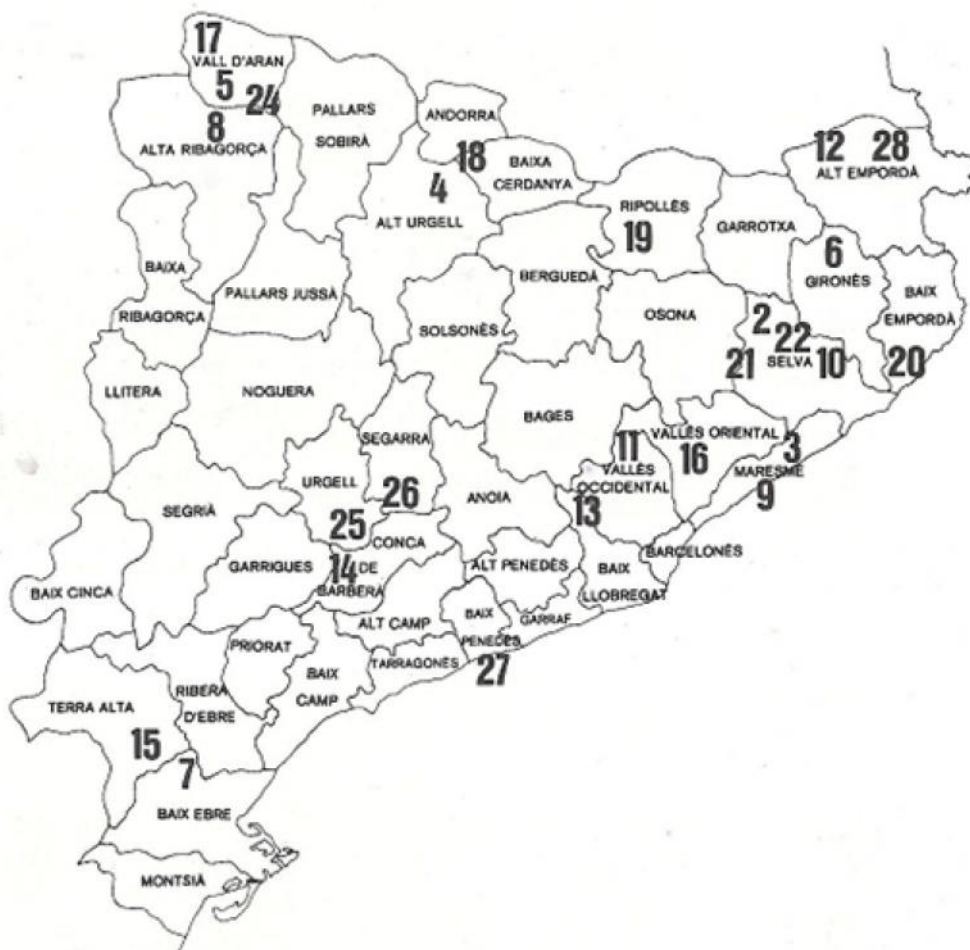 17
VALL D'ARAN
5
24
8
ALTA RIBAGORÇA
PALLARS
SOBIRÀ
ANDORRA
18
BAIXA
CERDANYA
4
ALT URGELL
RIPOLLÈS
19
GARROTXA
12 28
ALT EMPORDÀ
6
GIRONÈS
BAIX
EMPORDÀ
20
BAIXA
RIBAGORÇA
PALLARS JUSSÀ
SOLSONÈS
BERGUEDÀ
OSONA
2
22
21
SELVA
10
LLITERA
NOGUERA
BAGES
SEGARRA
26
URGELL
25
ANOIA
11
VALLÈS ORIENTAL
16
3
MARESME
9
VALLÈS
OCCIDENTAL
13
SEGRIÀ
GARRIGUES
CONCA
14 DE
BARBERÀ
ALT PENEDÈS
BAIX
LLOBREGAT
BARCELONÈS
BAIX CINCA
ALT CAMP
BAIX
PENEDÈS
27
GARRAF
PRIORAT
BAIX
CAMP
TARRAGONÈS
TERRA ALTA
15
RIBERA
D'EBRE
7
BAIX EBRE
MONTSIÀ